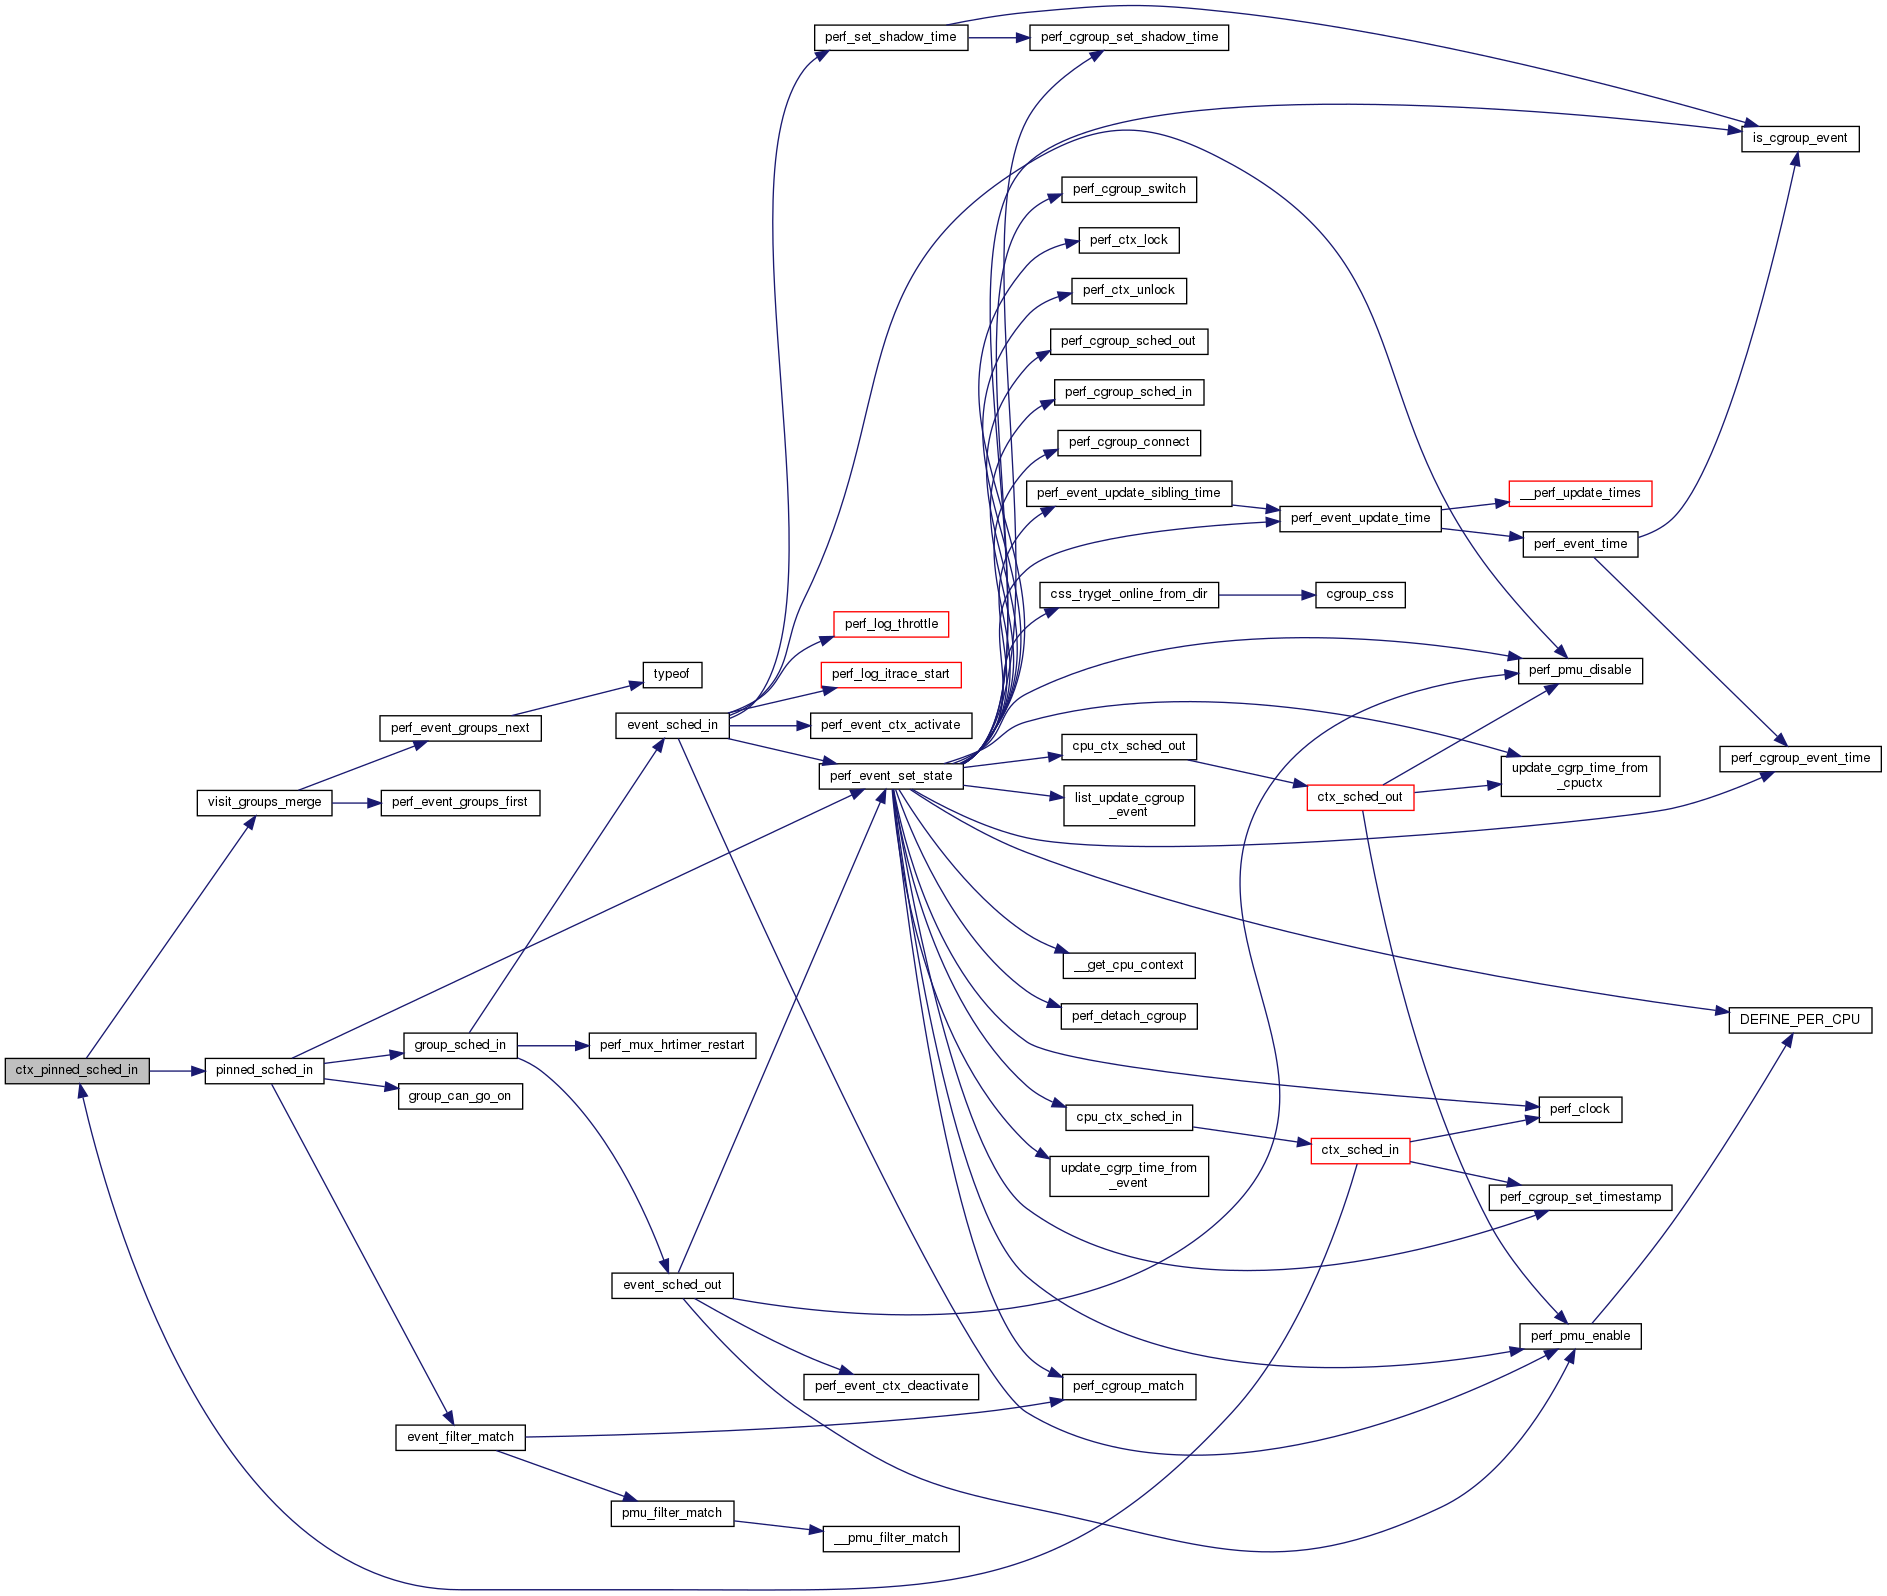 perf_set_shadow_time
perf_cgroup_set_shadow_time
is_cgroup_event
perf_cgroup_switch
perf_ctx_lock
perf_ctx_unlock
perf_cgroup_sched_out
perf_cgroup_sched_in
perf_cgroup_connect
perf_event_update_sibling_time
__perf_update_times
perf_event_update_time
perf_event_time
css_tryget_online_from_dir
cgroup_css
perf_log_throttle
perf_pmu_disable
typeof
perf_log_itrace_start
perf_event_groups_next
event_sched_in
perf_event_ctx_activate
cpu_ctx_sched_out
perf_cgroup_event_time
perf_event_set_state
update_cgrp_time_from
_cpuctx
visit_groups_merge
perf_event_groups_first
list_update_cgroup
_event
ctx_sched_out
__get_cpu_context
perf_detach_cgroup
DEFINE_PER_CPU
group_sched_in
perf_mux_hrtimer_restart
ctx_pinned_sched_in
pinned_sched_in
group_can_go_on
perf_clock
cpu_ctx_sched_in
ctx_sched_in
update_cgrp_time_from
_event
perf_cgroup_set_timestamp
event_sched_out
perf_pmu_enable
perf_event_ctx_deactivate
perf_cgroup_match
event_filter_match
pmu_filter_match
__pmu_filter_match